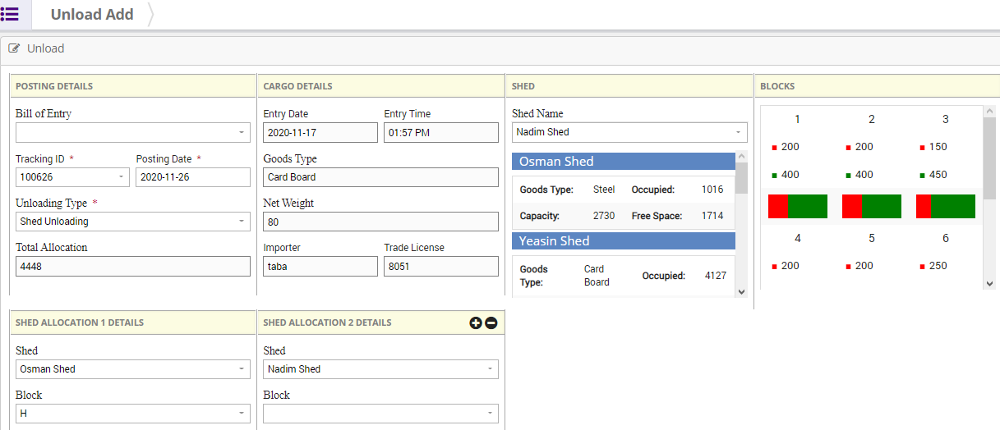 Unload Add
Unload
POSTING DETAILS
Bill of Entry
Tracking ID * Posting Date *
100626 2020-11-26
Unloading Type *
Shed Unloading
Total Allocation
4448
CARGO DETAILS
Entry Date Entry Time
2020-11-17 01:57 PM
Goods Type
Card Board
Net Weight
80
Importer Trade License
taba 8051
SHED
Shed Name
Nadim Shed
Osman Shed
Goods Type: Steel Occupied: 1016
Capacity: 2730 Free Space: 1714
Yeasin Shed
Goods Type: Card Board Occupied: 4127
BLOCKS
1 2 3
200 200 150
400 400 450
4 5 6
200 200 250
SHED ALLOCATION 1 DETAILS
Shed
Osman Shed
Block
H
SHED ALLOCATION 2 DETAILS
Shed
Nadim Shed
Block